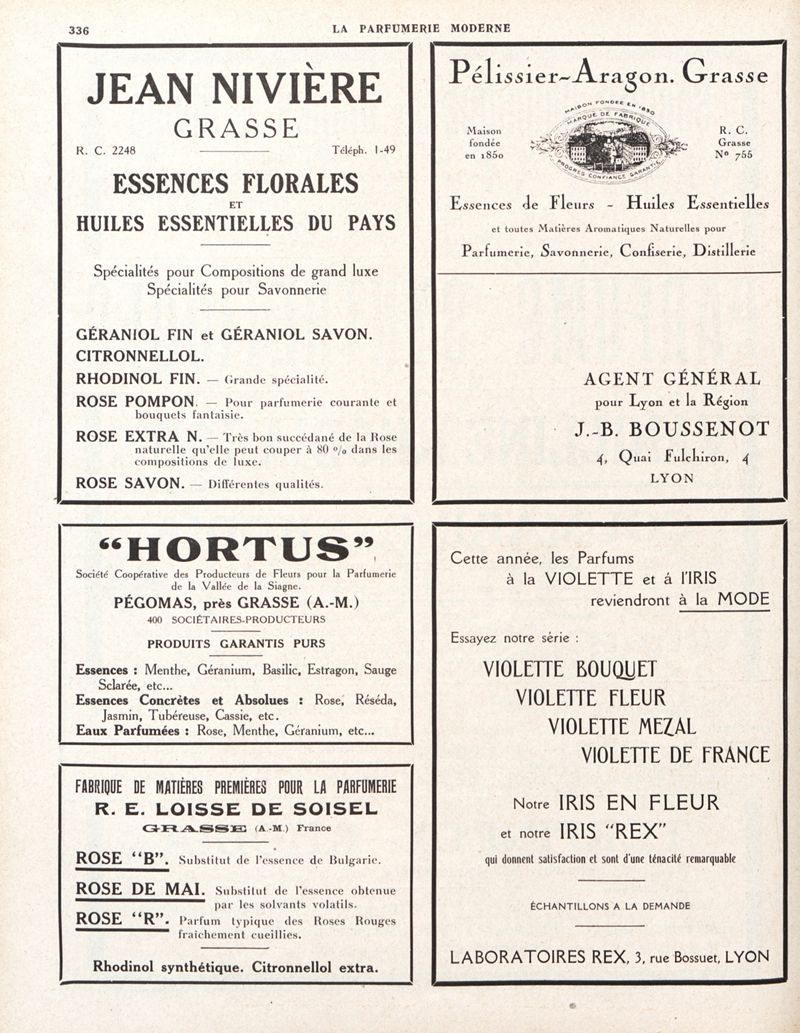 336
LA PARFUMERIE MODERNE
JEAN NIVIÈRE
GRASSE
R. C. 2248
Téléph. 1-49
ESSENCES FLORALES
ET
HUILES ESSENTIELLES DU PAYS
Spécialités pour Compositions de grand luxe
Spécialités pour Savonnerie
GÉRANIOL FIN et GÉRANIOL SAVON.
CITRONNELLOL.
RHODINOL FIN. — Grande spécialité.
ROSE POMPON. — Pour parfumerie courante et
bouquets fantaisie.
ROSE EXTRA N. — Très bon succédané de la Rose
naturelle qu'elle peut couper à 80 % dans les
compositions de luxe.
ROSE SAVON. — Différentes qualités.
Pélissier-Aragon. Grasse
Maison
fondée
en 1850
MAISON FONDÉE EN 1850
MARQUE DE FABRIQUE
PROGRÈS CONFIANCE GARANTIE
R. C.
Grasse
Nº 755
Essences de Fleurs - Huiles Essentielles
et toutes Matières Aromatiques Naturelles pour
Parfumerie, Savonnerie, Confiserie, Distillerie
AGENT GÉNÉRAL
pour Lyon et la Région
J.-B. BOUSSENOT
4, Quai Fulchiron, 4
LYON
"HORTUS"
Société Coopérative des Producteurs de Fleurs pour la Parfumerie
de la Vallée de la Siagne.
PÉGOMAS, près GRASSE (A.-M.)
400 SOCIÉTAIRES-PRODUCTEURS
PRODUITS GARANTIS PURS
Essences : Menthe, Géranium, Basilic, Estragon, Sauge
Sclarée, etc...
Essences Concrètes et Absolues : Rose, Réséda,
Jasmin, Tubéreuse, Cassie, etc.
Eaux Parfumées : Rose, Menthe, Géranium, etc...
FABRIQUE DE MATIÈRES PREMIÈRES POUR LA PARFUMERIE
R. E. LOISSE DE SOISEL
GRASSE (A.-M.) France
ROSE "B". Substitut de l'essence de Bulgarie.
ROSE DE MAI. Substitut de l'essence obtenue
par les solvants volatils.
ROSE "R". Parfum typique des Roses Rouges
fraichement cueillies.
Rhodinol synthétique. Citronnellol extra.
Cette année, les Parfums
à la VIOLETTE et á l'IRIS
reviendront à la MODE
Essayez notre série :
VIOLETTE BOUQUET
VIOLETTE FLEUR
VIOLETTE MEZAL
VIOLETTE DE FRANCE
Notre IRIS EN FLEUR
et notre IRIS "REX"
qui donnent satisfaction et sont d'une ténacité remarquable
ÉCHANTILLONS A LA DEMANDE
LABORATOIRES REX, 3, rue Bossuet, LYON